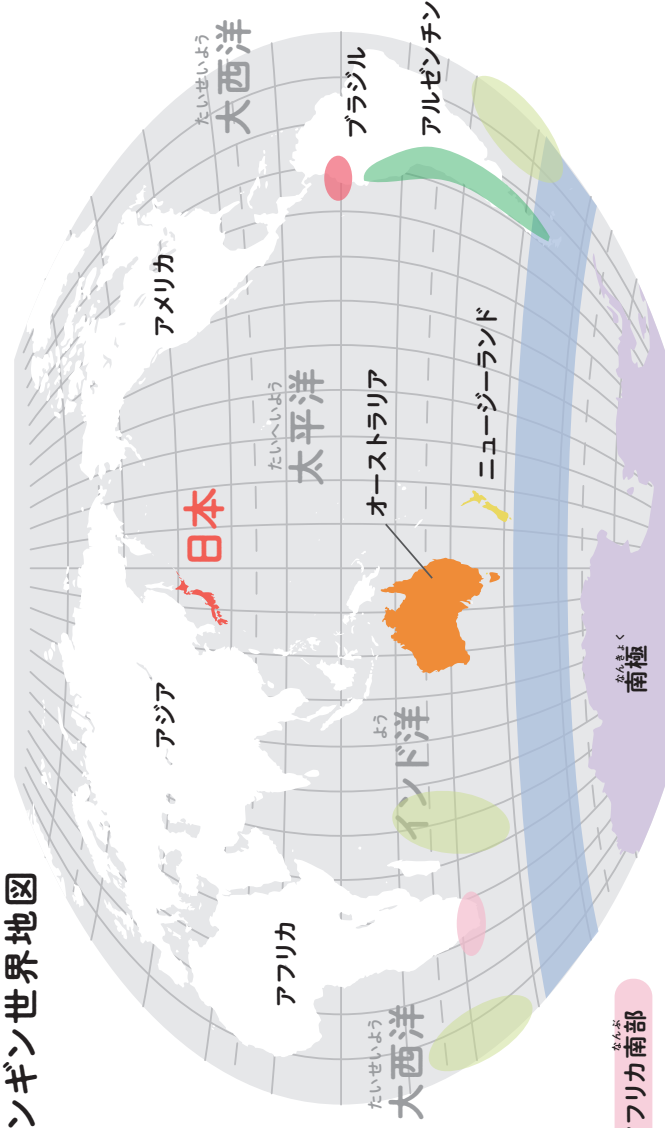 ンギン世界地図
アジア
アメリカ
日本
たいせいよう
大西洋
アフリカ
たいへいよう
太平洋
ブラジル
オーストラリア
たいせいよう
大西洋
よう
インド洋
アルゼンチン
ニュージーランド
なんぶ
フリカ南部
なんきょく
南極